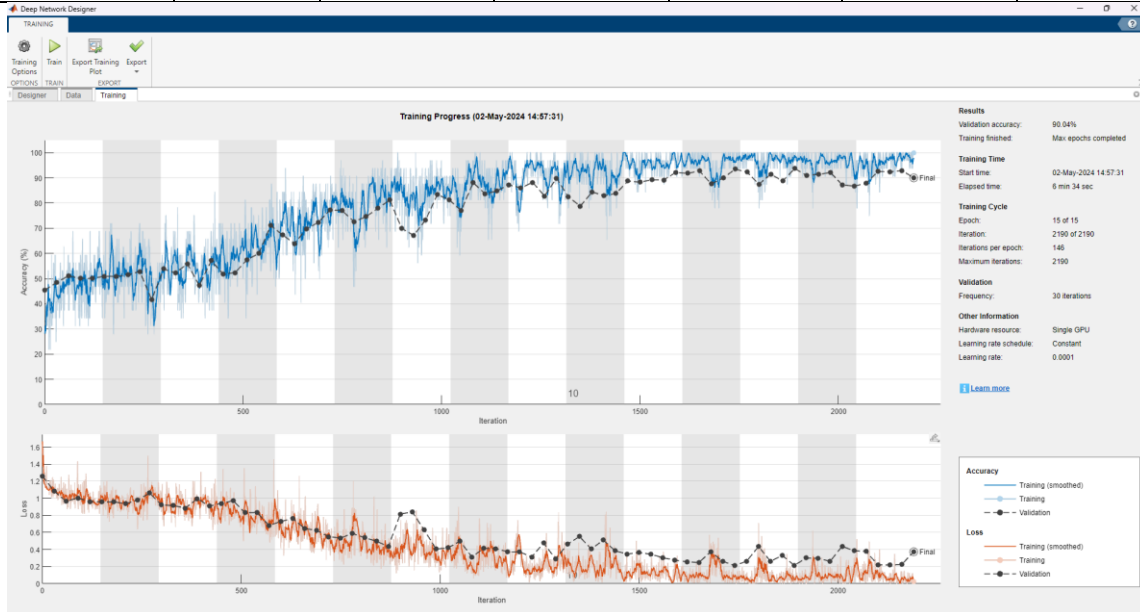 Deep Network Designer
TRAINING
Training Options
Train
Export Training Plot
Export
OPTIONS
TRAIN
EXPORT
Designer
Data
Training
Training Progress (02-May-2024 14:57:31)
100
90
80
70
60
50
40
30
20
10
0
Accuracy (%)
Final
10
0
500
1000
1500
2000
Iteration
1.6
1.4
1.2
1
0.8
0.6
0.4
0.2
0
Loss
Final
0
500
1000
1500
2000
Iteration
Results
Validation accuracy: 90.04%
Training finished: Max epochs completed
Training Time
Start time: 02-May-2024 14:57:31
Elapsed time: 6 min 34 sec
Training Cycle
Epoch: 15 of 15
Iteration: 2190 of 2190
Iterations per epoch: 146
Maximum iterations: 2190
Validation
Frequency: 30 iterations
Other Information
Hardware resource: Single GPU
Learning rate schedule: Constant
Learning rate: 0.0001
i Learn more
Accuracy
Training (smoothed)
Training
Validation
Loss
Training (smoothed)
Training
Validation